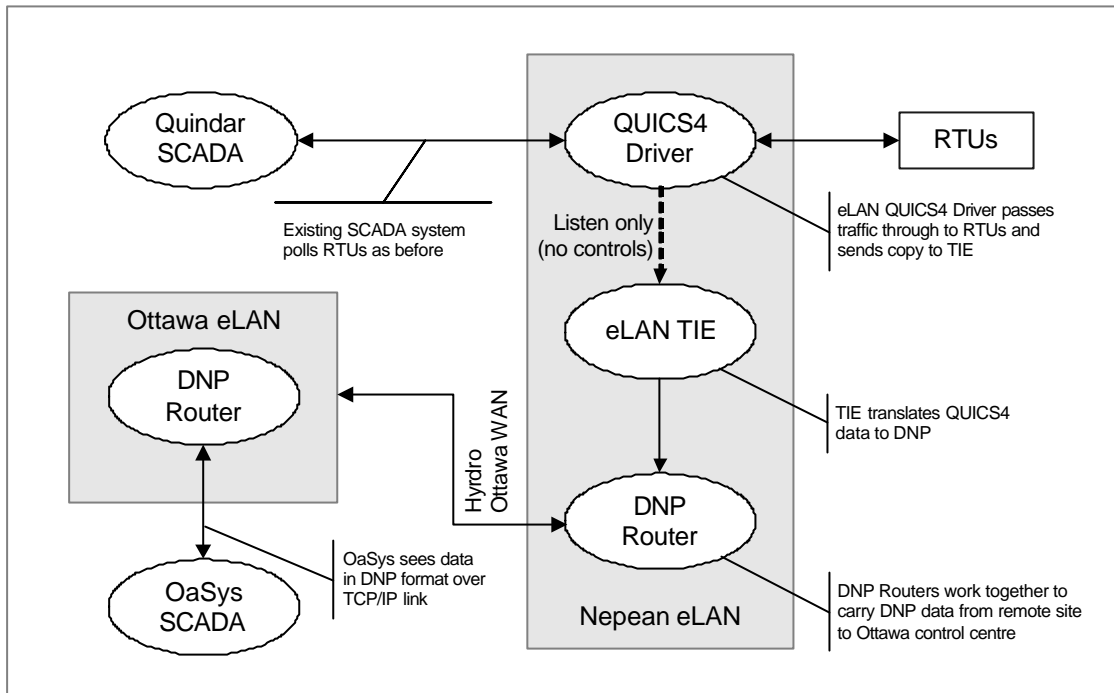 Quindar
SCADA
QUICS4
Driver
RTUs
Existing SCADA system
polls RTUs as before
Listen only
(no controls)
eLAN QUICS4 Driver passes
traffic through to RTUs and
sends copy to TIE
Ottawa eLAN
eLAN TIE
DNP
Router
TIE translates QUICS4
data to DNP
Hyrdro
Ottawa WAN
DNP
Router
OaSys sees data
in DNP format over
TCP/IP link
OaSys
SCADA
Nepean eLAN
DNP Routers work together to
carry DNP data from remote site
to Ottawa control centre